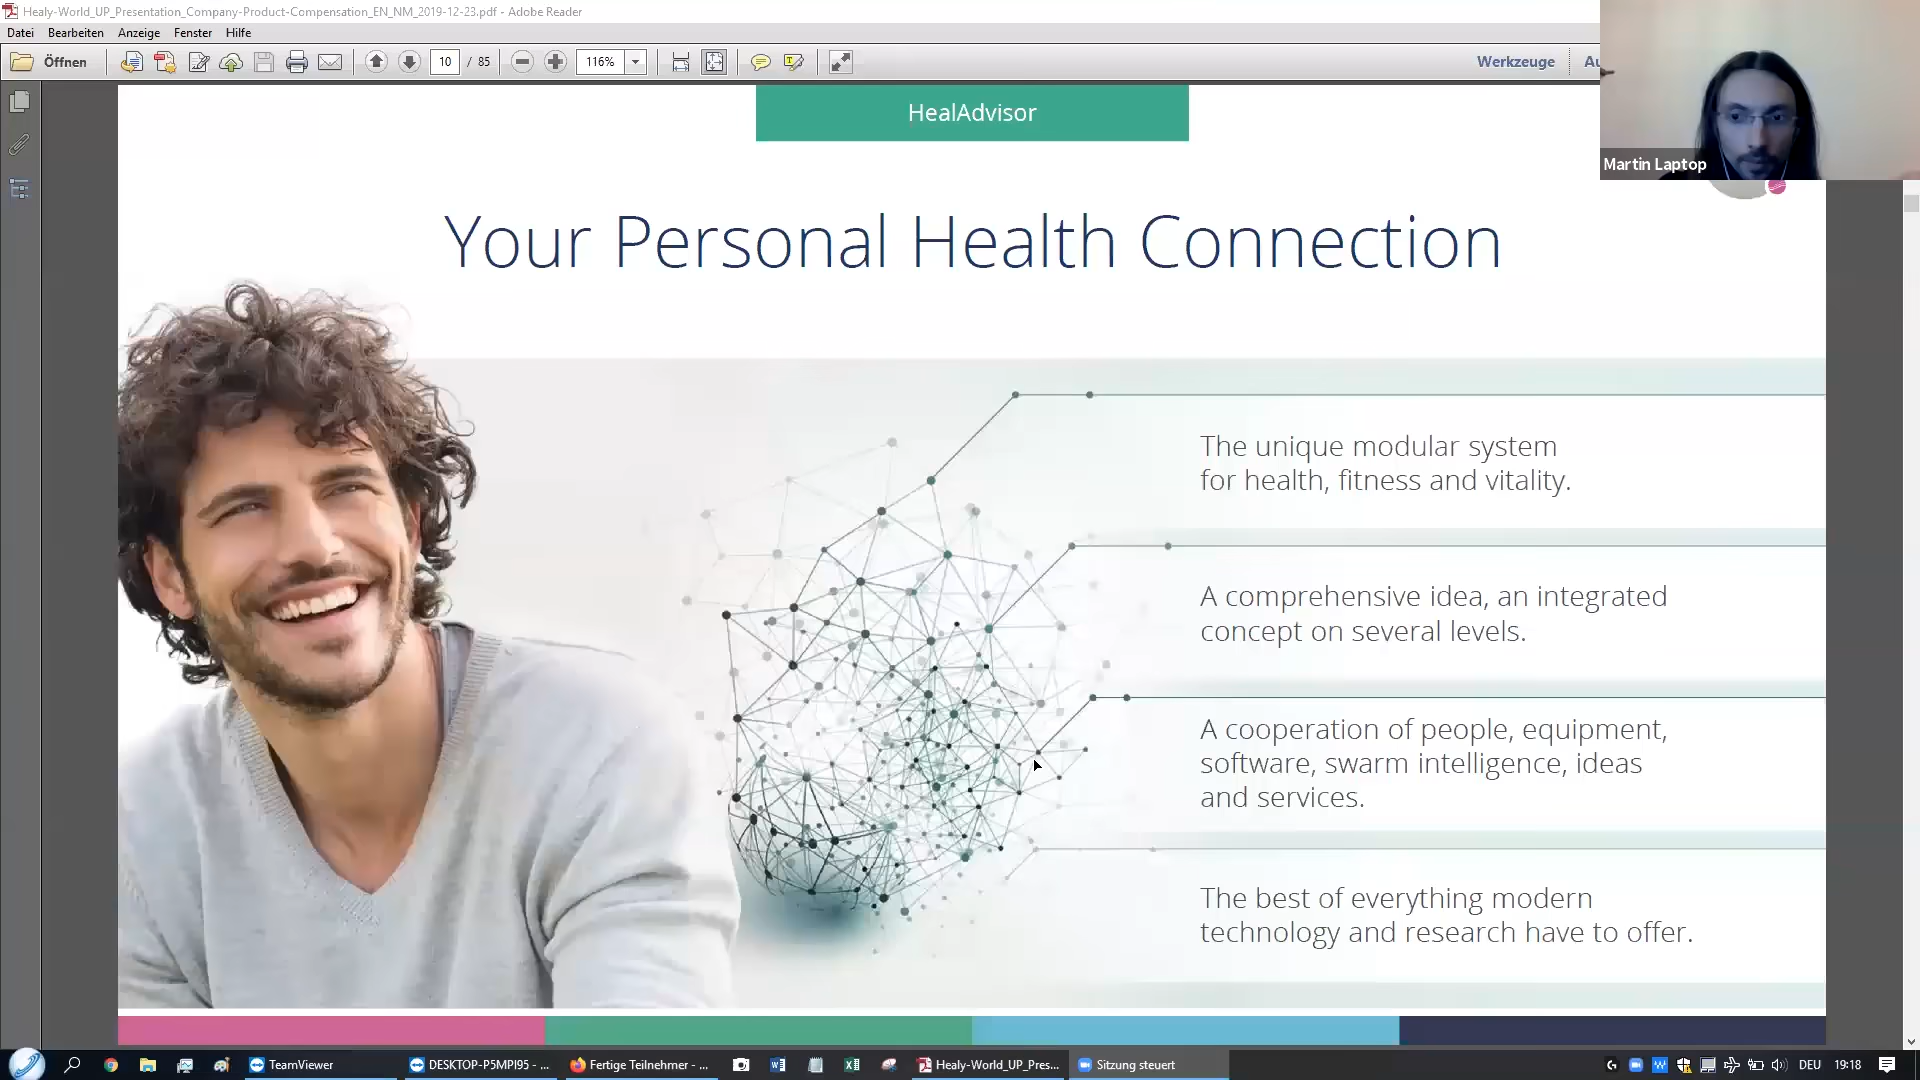 Healy-World_UP_Presentation_Company-Product-Compensation_EN_NM_2019-12-23.pdf - Adobe Reader
Datei Bearbeiten Anzeige Fenster Hilfe
Öffnen 10 / 85 116% Werkzeuge
Martin Laptop
HealAdvisor
Your Personal Health Connection
The unique modular system
for health, fitness and vitality.
A comprehensive idea, an integrated
concept on several levels.
A cooperation of people, equipment,
software, swarm intelligence, ideas
and services.
The best of everything modern
technology and research have to offer.
TeamViewer DESKTOP-P5MPI95 - ... Fertige Teilnehmer - ... Healy-World_UP_Pres... Sitzung steuert DEU 19:18